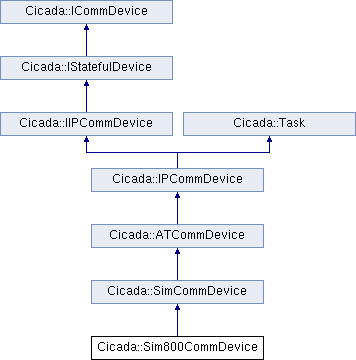 Cicada::ICommDevice
Cicada::IStatefulDevice
Cicada::IIPCommDevice
Cicada::Task
Cicada::IPCommDevice
Cicada::ATCommDevice
Cicada::SimCommDevice
Cicada::Sim800CommDevice